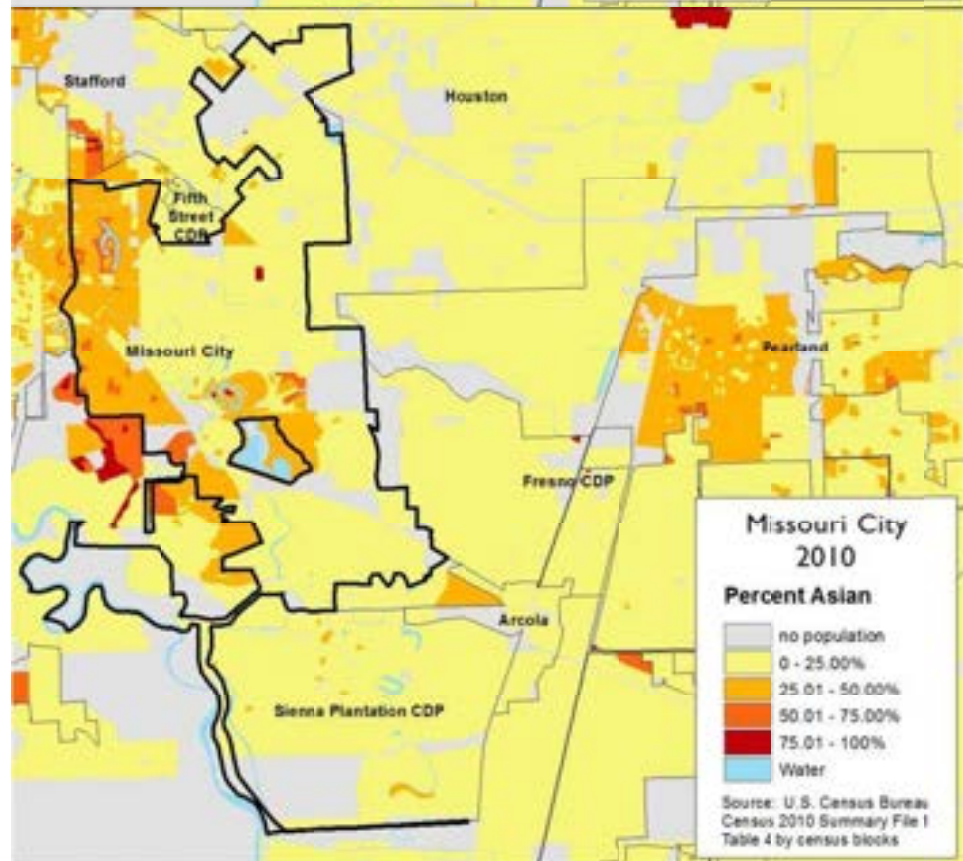 Stafford
Houston
Fifth
Street
CDP
Missouri City
Pearland
Fresno CDP
Arcola
Sienna Plantation CDP
Missouri City
2010
Percent Asian
no population
0 - 25.00%
25.01 - 50.00%
50.01 - 75.00%
75.01 - 100%
Water
Source: U.S. Census Bureau
Census 2010 Summary File 1
Table 4 by census blocks